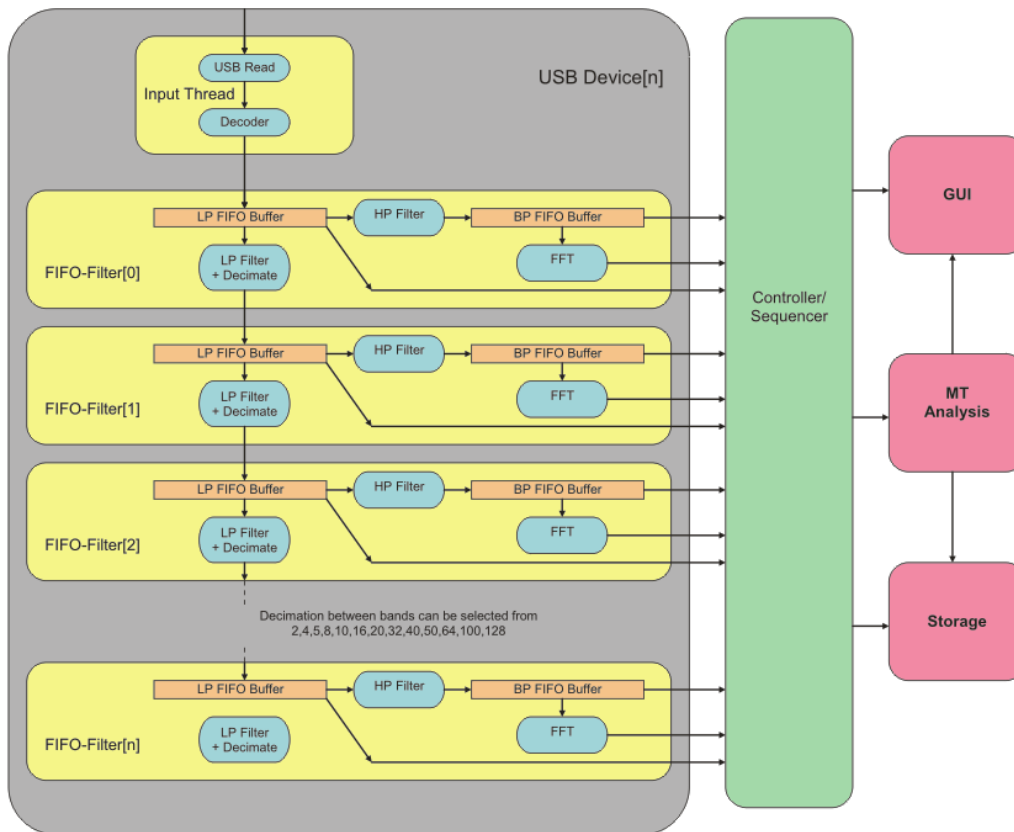 USB Device[n]
USB Read
Input Thread
Decoder
FIFO-Filter[0]
LP FIFO Buffer
HP Filter
BP FIFO Buffer
LP Filter
+ Decimate
FFT
FIFO-Filter[1]
LP FIFO Buffer
HP Filter
BP FIFO Buffer
LP Filter
+ Decimate
FFT
FIFO-Filter[2]
LP FIFO Buffer
HP Filter
BP FIFO Buffer
LP Filter
+ Decimate
FFT
Decimation between bands can be selected from
2,4,5,8,10,16,20,32,40,50,64,100,128
FIFO-Filter[n]
LP FIFO Buffer
HP Filter
BP FIFO Buffer
LP Filter
+ Decimate
FFT
Controller/
Sequencer
GUI
MT
Analysis
Storage